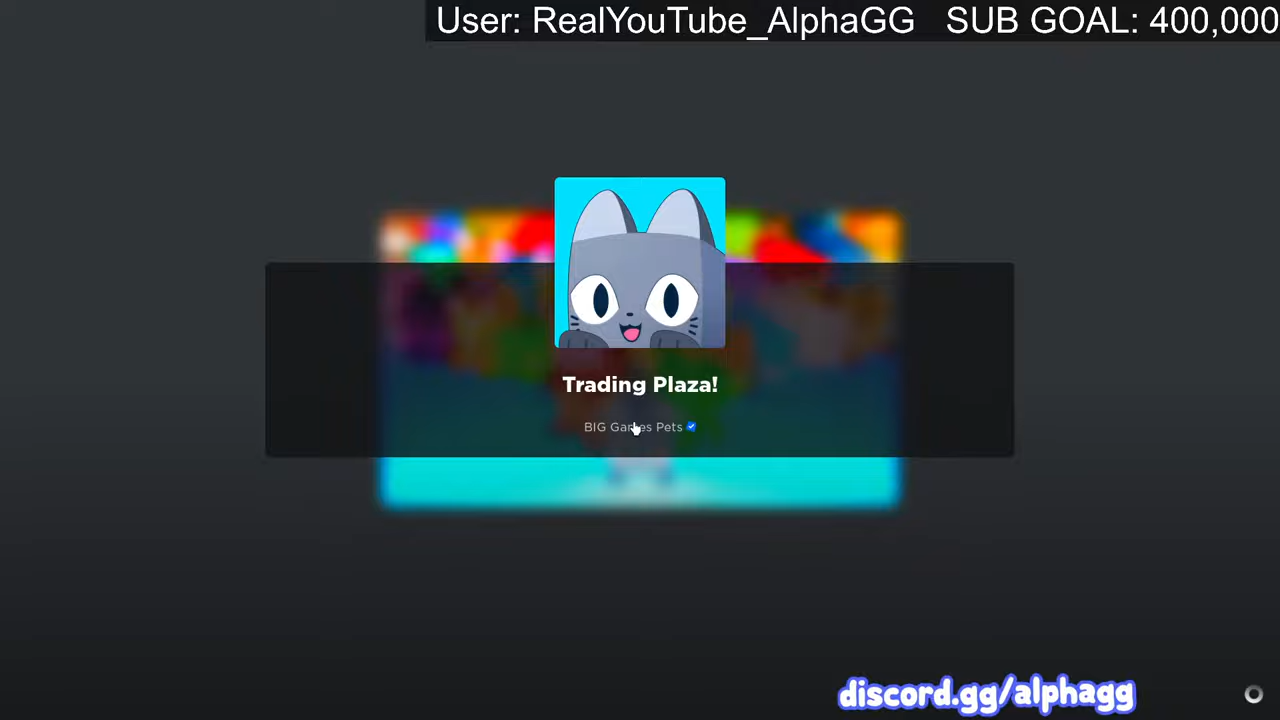 User: RealYouTube_AlphaGG SUB GOAL: 400,000
Trading Plaza!
BIG Games Pets
discord.gg/alphagg